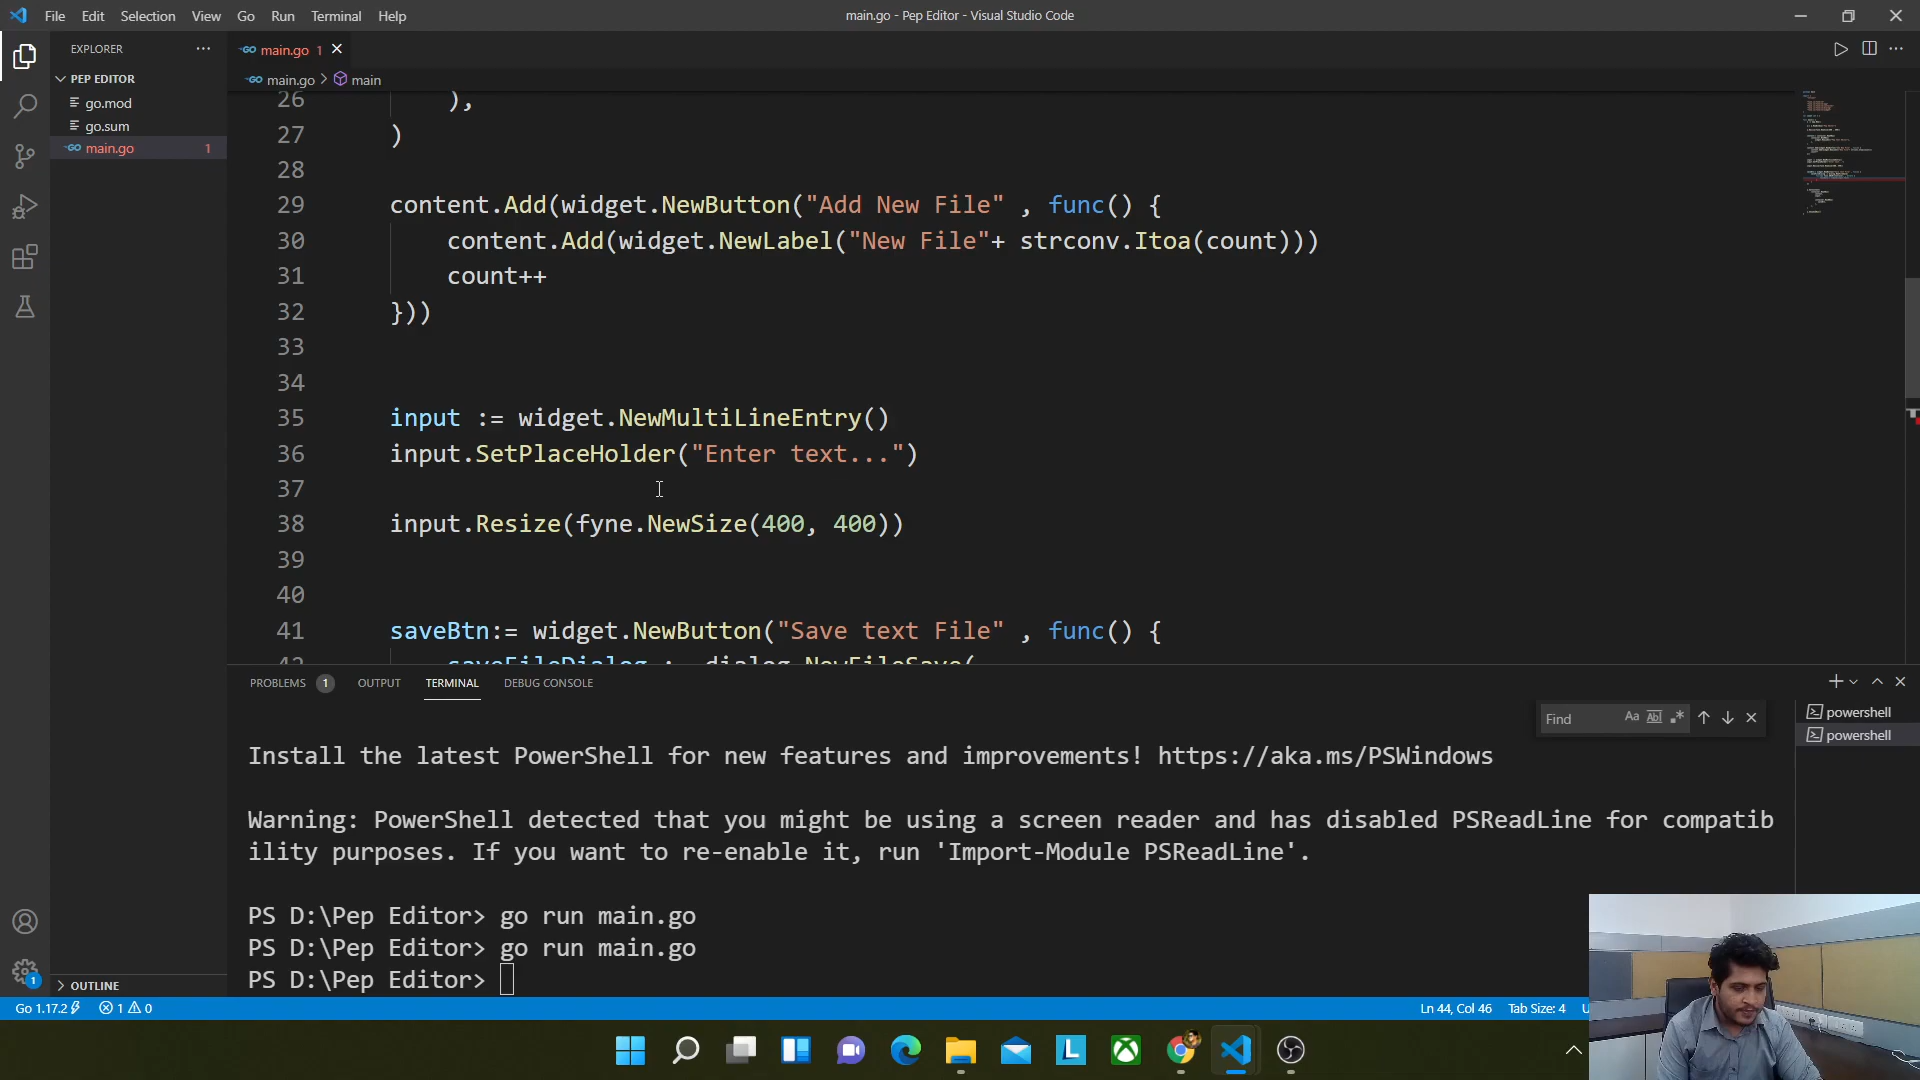 File Edit Selection View Go Run Terminal Help
main.go - Pep Editor - Visual Studio Code
EXPLORER
main.go 1
PEP EDITOR
main.go > main
go.mod
go.sum
main.go 1
26 ),
27 )
28
29 content.Add(widget.NewButton("Add New File" , func() {
30 content.Add(widget.NewLabel("New File"+ strconv.Itoa(count)))
31 count++
32 }))
33
34
35 input := widget.NewMultiLineEntry()
36 input.SetPlaceHolder("Enter text...")
37
38 input.Resize(fyne.NewSize(400, 400))
39
40
41 saveBtn:= widget.NewButton("Save text File" , func() {
42 saveFileDialog := dialog.NewFileSave(
PROBLEMS 1 OUTPUT TERMINAL DEBUG CONSOLE
Find
powershell
powershell
Install the latest PowerShell for new features and improvements! https://aka.ms/PSWindows
Warning: PowerShell detected that you might be using a screen reader and has disabled PSReadLine for compatib
ility purposes. If you want to re-enable it, run 'Import-Module PSReadLine'.
PS D:\Pep Editor> go run main.go
PS D:\Pep Editor> go run main.go
PS D:\Pep Editor>
OUTLINE
Go 1.17.2 1 0
Ln 44, Col 46 Tab Size: 4